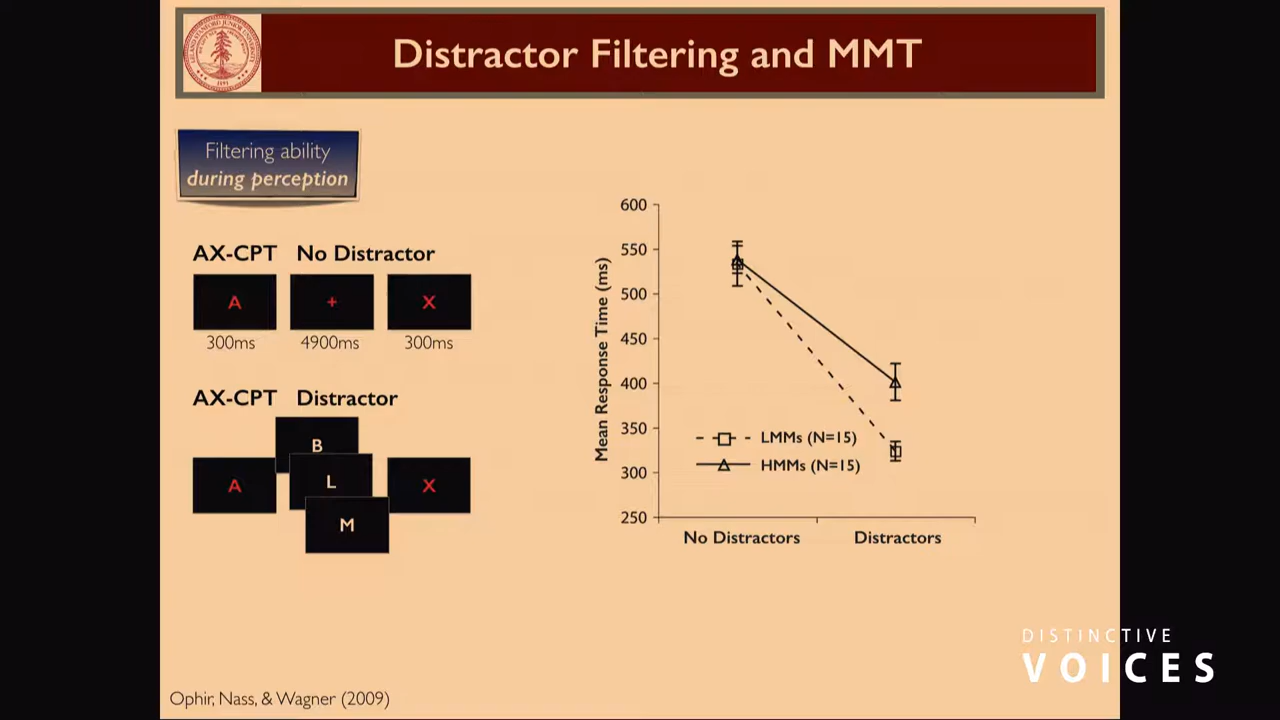 Distractor Filtering and MMT
Filtering ability
during perception
AX-CPT No Distractor
A + X
300ms 4900ms 300ms
AX-CPT Distractor
B
A L X
M
600
550
500
450
400
350
300
250
Mean Response Time (ms)
LMMs (N=15)
HMMs (N=15)
No Distractors Distractors
DISTINCTIVE
VOICES
Ophir, Nass, & Wagner (2009)